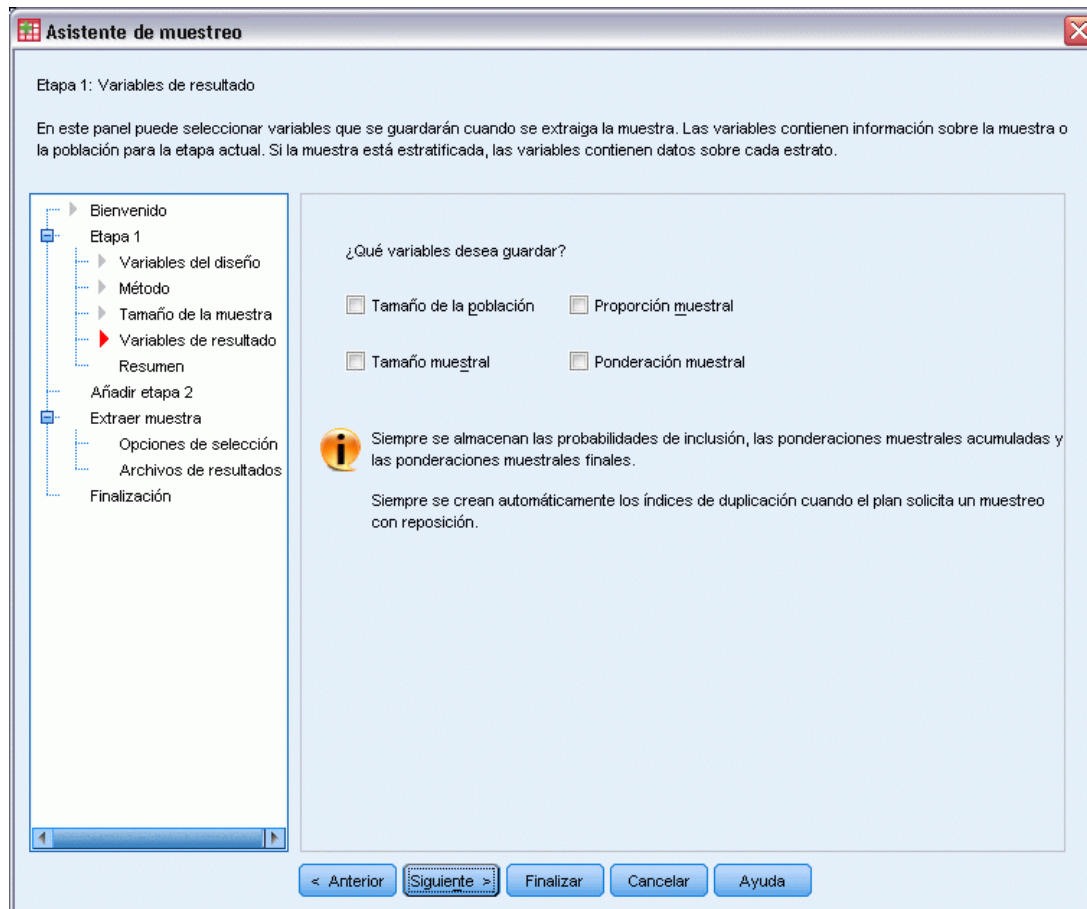 Asistente de muestreo
Etapa 1: Variables de resultado
En este panel puede seleccionar variables que se guardarán cuando se extraiga la muestra. Las variables contienen información sobre la muestra o
la población para la etapa actual. Si la muestra está estratificada, las variables contienen datos sobre cada estrato.
Bienvenido
Etapa 1
Variables del diseño
Método
Tamaño de la muestra
Variables de resultado
Resumen
Añadir etapa 2
Extraer muestra
Opciones de selección
Archivos de resultados
Finalización
¿Qué variables desea guardar?
Tamaño de la población
Proporción muestral
Tamaño muestral
Ponderación muestral
Siempre se almacenan las probabilidades de inclusión, las ponderaciones muestrales acumuladas y
las ponderaciones muestrales finales.
Siempre se crean automáticamente los índices de duplicación cuando el plan solicita un muestreo
con reposición.
< Anterior
Siguiente >
Finalizar
Cancelar
Ayuda